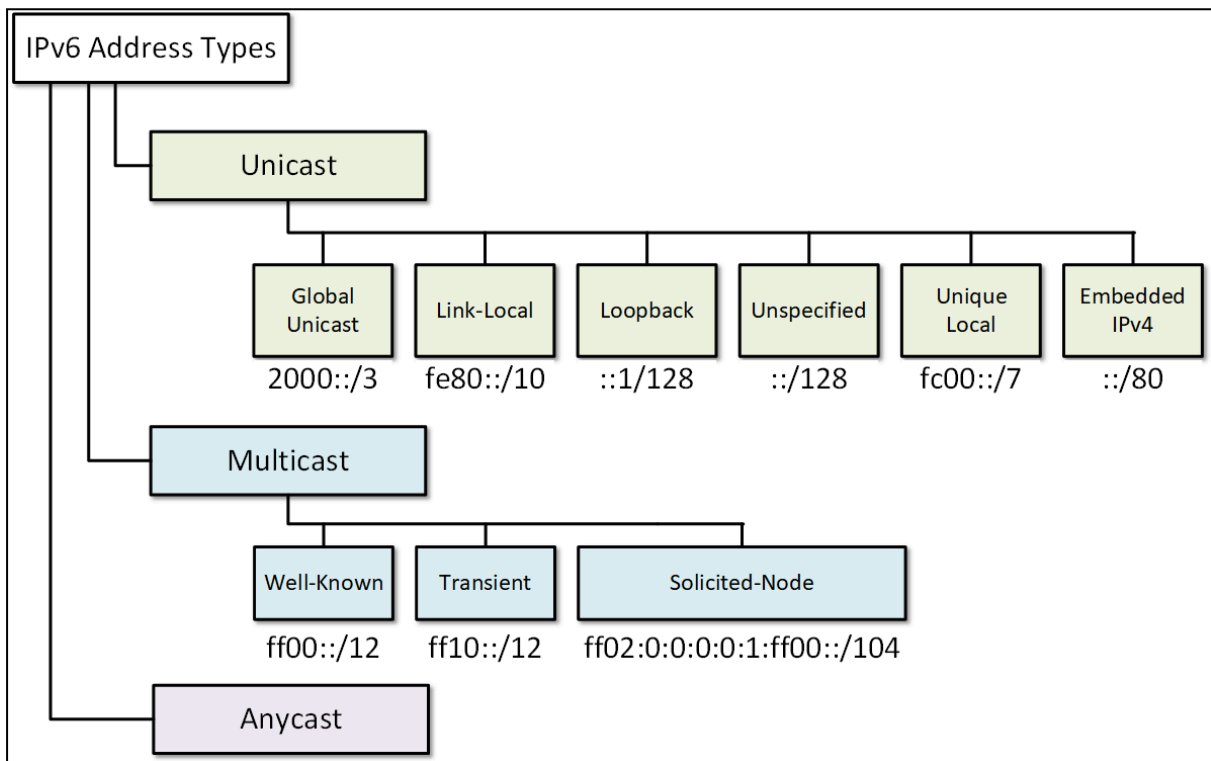 IPv6 Address Types
Unicast
Global
Unicast
Link-Local
Loopback
Unspecified
Unique
Local
Embedded
IPv4
2000::/3
fe80::/10
::1/128
::/128
fc00::/7
::/80
Multicast
Well-Known
Transient
Solicited-Node
ff00::/12
ff10::/12
ff02:0:0:0:0:1:ff00::/104
Anycast